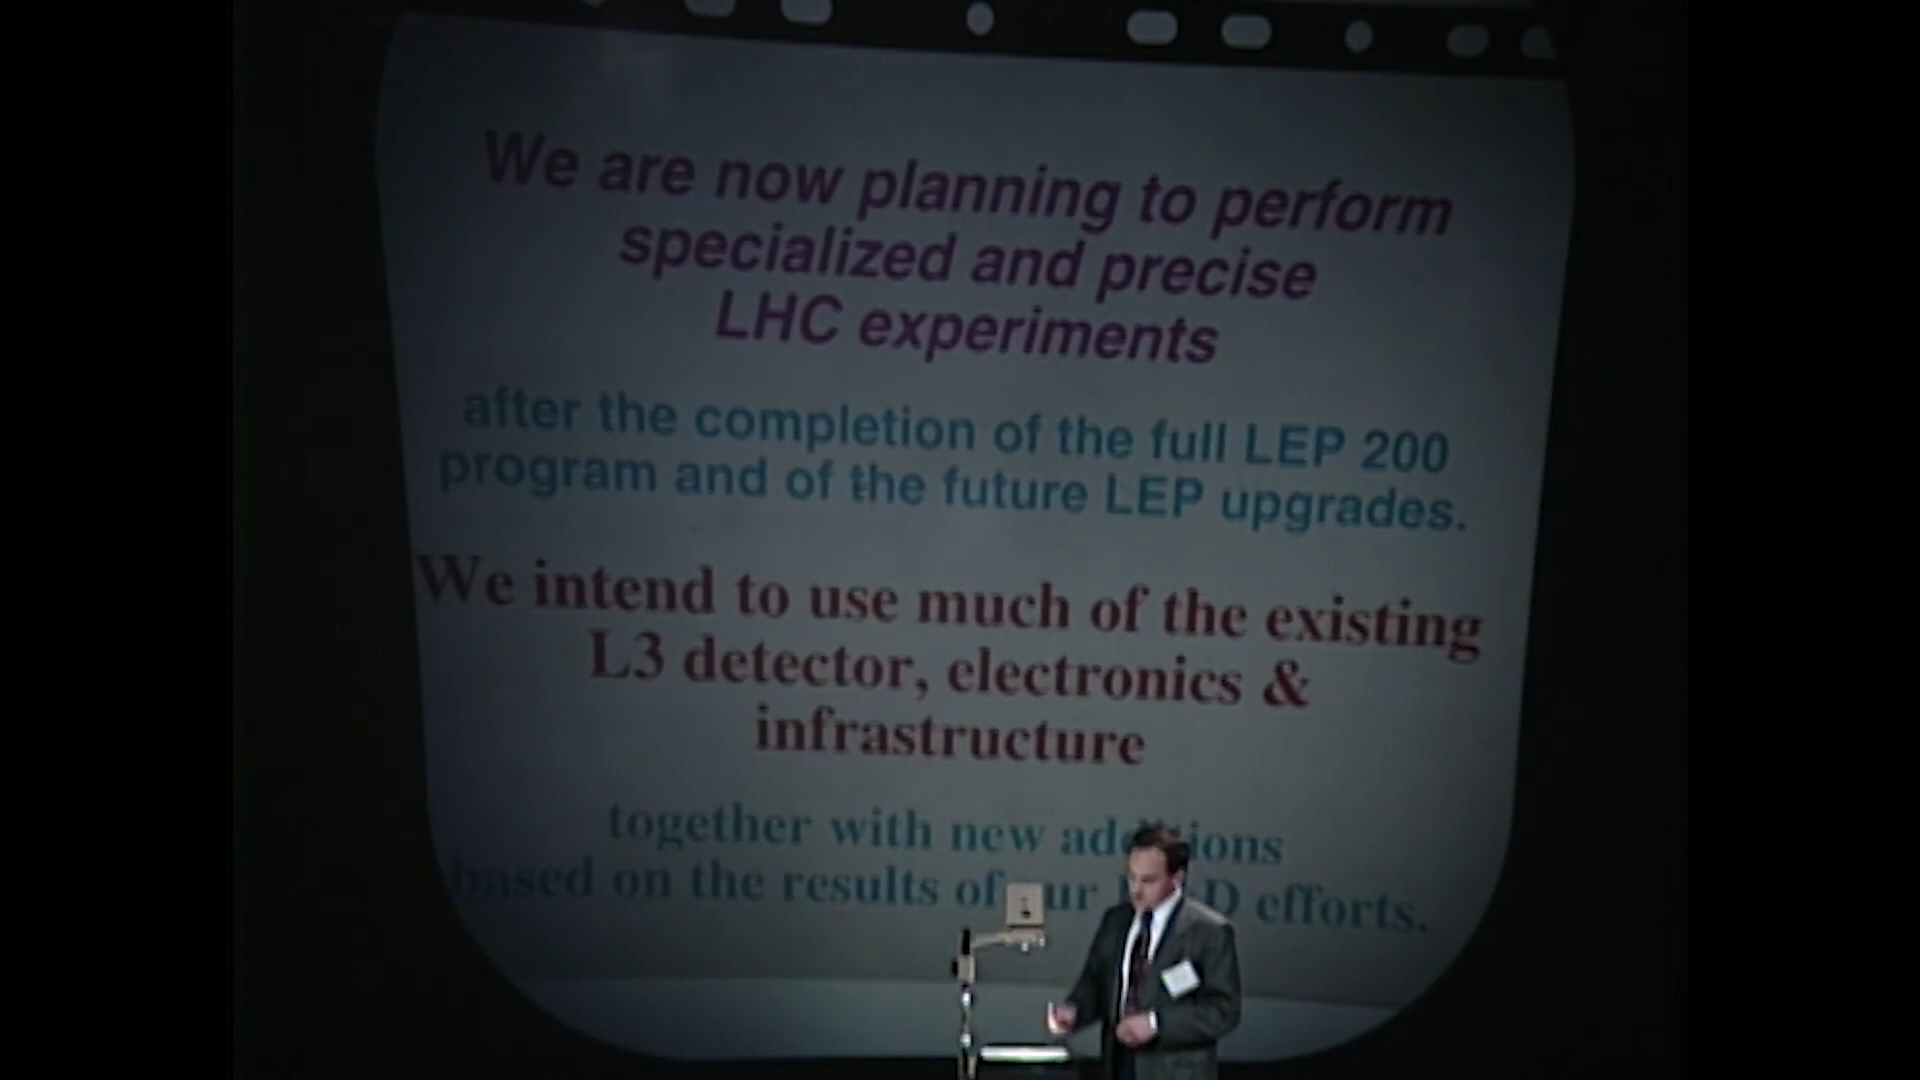 We are now planning to perform
specialized and precise
LHC experiments
after the completion of the full LEP 200
program and of the future LEP upgrades.
We intend to use much of the existing
L3 detector, electronics &
infrastructure
together with new additions
based on the results of our R&D efforts.